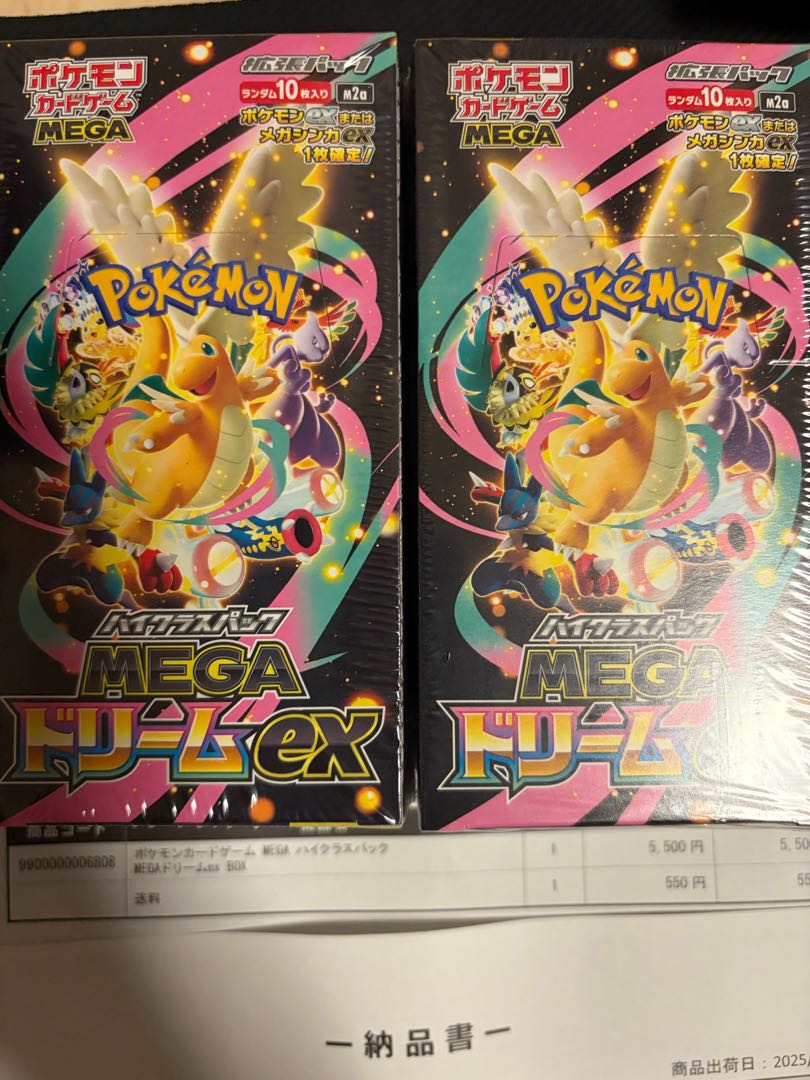 ポケモン
カードゲーム
MEGA
拡張パック
ランダム10枚入り
M2a
ポケモンexまたは
メガシンカex
1枚確定!
POKÉMON
TM
ハイクラスパック
MEGA
ドリームex
ポケモン
カードゲーム
MEGA
拡張パック
ランダム10枚入り
M2a
ポケモンexまたは
メガシンカex
1枚確定!
POKÉMON
TM
ハイクラスパック
MEGA
ドリーム
商品コード
9900000006808 ポケモンカードゲーム MEGA ハイクラスパック 1 5,500円 5,50
MEGAドリームex BOX
送料 1 550円 55
ー納品書ー
商品出荷日:2025/